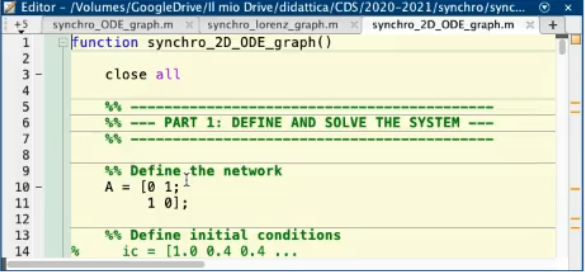 Editor - /Volumes/GoogleDrive/Il mio Drive/didattica/CDS/2020-2021/synchro/sync...
+5 synchro_ODE_graph.m synchro_lorenz_graph.m synchro_2D_ODE_graph.m +
1 function synchro_2D_ODE_graph()
2
3 - close all
4
5 %% -----------------------------------------
6 %% --- PART 1: DEFINE AND SOLVE THE SYSTEM ---
7 %% -----------------------------------------
8
9 %% Define the network
10 - A = [0 1;
11 1 0];
12
13 %% Define initial conditions
14 % ic = [1.0 0.4 0.4 ...